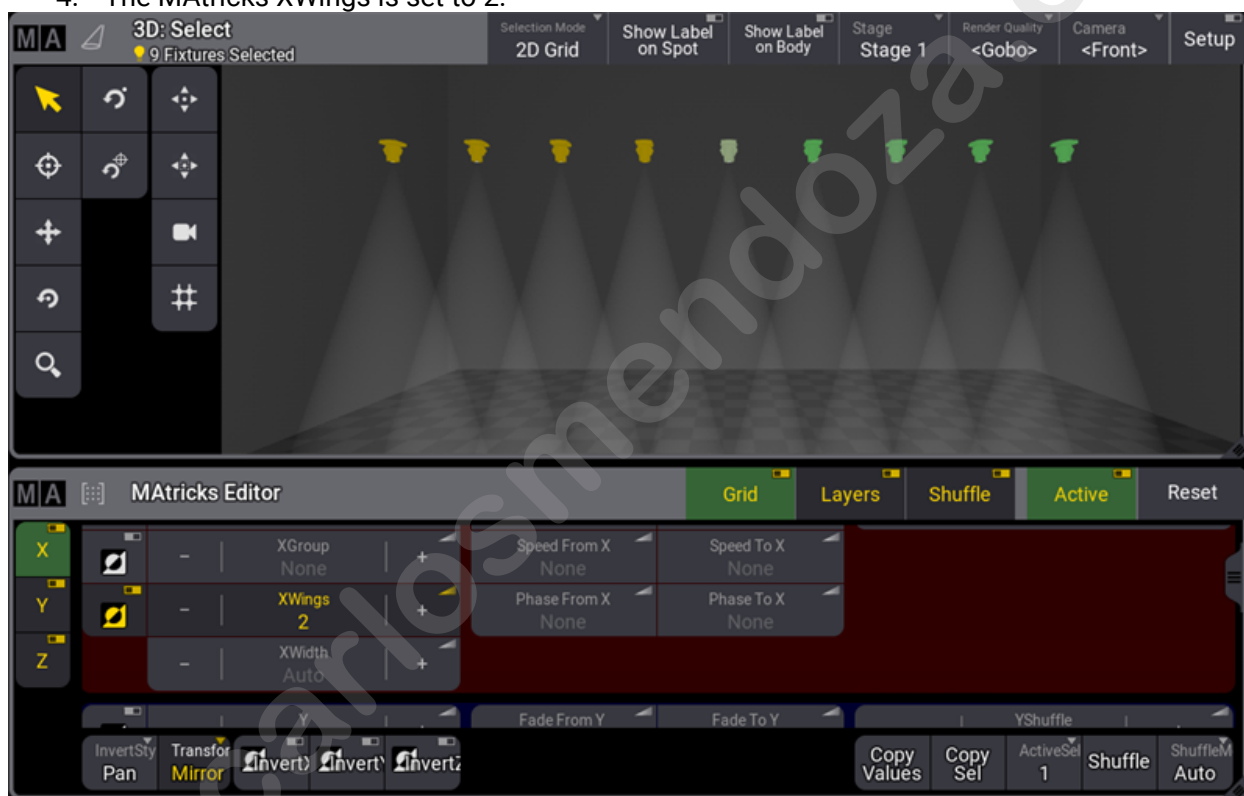 4. The MAtricks XWings is set to 2.
MA 3D: Select
9 Fixtures Selected
Selection Mode
2D Grid
Show Label
on Spot
Show Label
on Body
Stage
Stage 1
Render Quality
<Gobo>
Camera
<Front>
Setup
MA MAtricks Editor
Grid
Layers
Shuffle
Active
Reset
X
Y
Z
XGroup
None
Speed From X
None
Speed To X
None
XWings
2
Phase From X
None
Phase To X
None
XWidth
Auto
Y
Fade From Y
Fade To Y
YShuffle
InvertSty
Pan
Transfor
Mirror
Copy
Values
Copy
Sel
ActiveSel
1
Shuffle
ShuffleM
Auto
carlosmendoza.